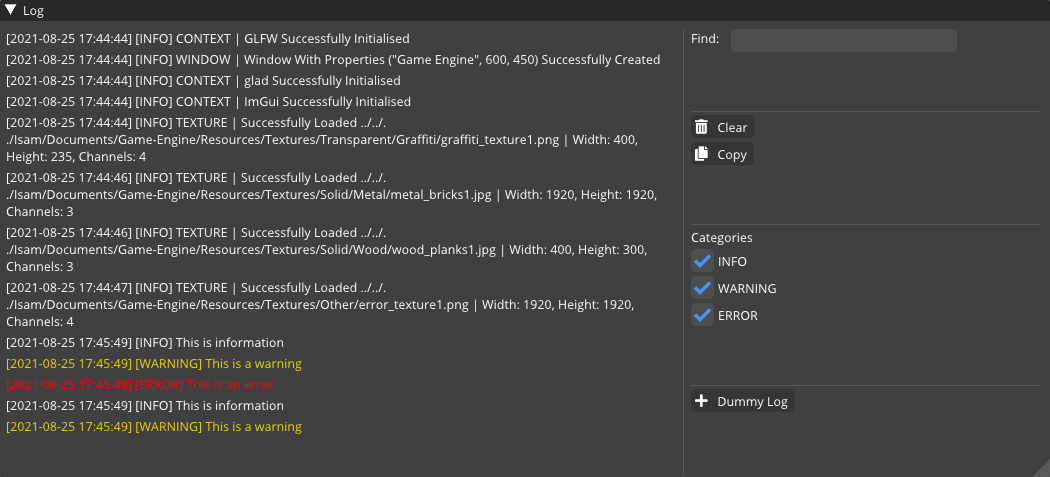 Log
[2021-08-25 17:44:44] [INFO] CONTEXT | GLFW Successfully Initialised
[2021-08-25 17:44:44] [INFO] WINDOW | Window With Properties ("Game Engine", 600, 450) Successfully Created
[2021-08-25 17:44:44] [INFO] CONTEXT | glad Successfully Initialised
[2021-08-25 17:44:44] [INFO] CONTEXT | ImGui Successfully Initialised
[2021-08-25 17:44:44] [INFO] TEXTURE | Successfully Loaded ../../.
./Isam/Documents/Game-Engine/Resources/Textures/Transparent/Graffiti/graffiti_texture1.png | Width: 400,
Height: 235, Channels: 4
[2021-08-25 17:44:46] [INFO] TEXTURE | Successfully Loaded ../../.
./Isam/Documents/Game-Engine/Resources/Textures/Solid/Metal/metal_bricks1.jpg | Width: 1920, Height: 1920,
Channels: 3
[2021-08-25 17:44:46] [INFO] TEXTURE | Successfully Loaded ../../.
./Isam/Documents/Game-Engine/Resources/Textures/Solid/Wood/wood_planks1.jpg | Width: 400, Height: 300,
Channels: 3
[2021-08-25 17:44:47] [INFO] TEXTURE | Successfully Loaded ../../.
./Isam/Documents/Game-Engine/Resources/Textures/Other/error_texture1.png | Width: 1920, Height: 1920,
Channels: 4
[2021-08-25 17:45:49] [INFO] This is information
[2021-08-25 17:45:49] [WARNING] This is a warning
[2021-08-25 17:45:49] [ERROR] This is an error
[2021-08-25 17:45:49] [INFO] This is information
[2021-08-25 17:45:49] [WARNING] This is a warning
Find:
Clear
Copy
Categories
INFO
WARNING
ERROR
Dummy Log